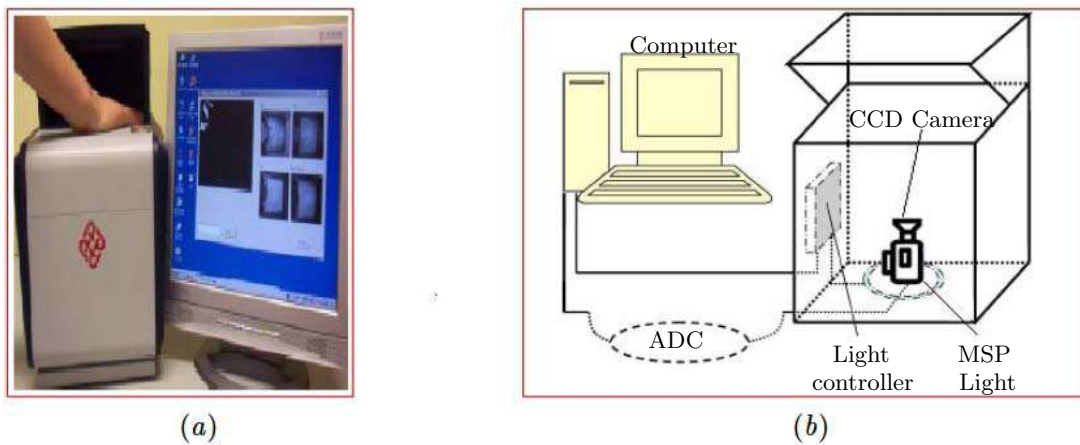 Computer
CCD Camera
ADC
Light
controller
MSP
Light
(a)
(b)